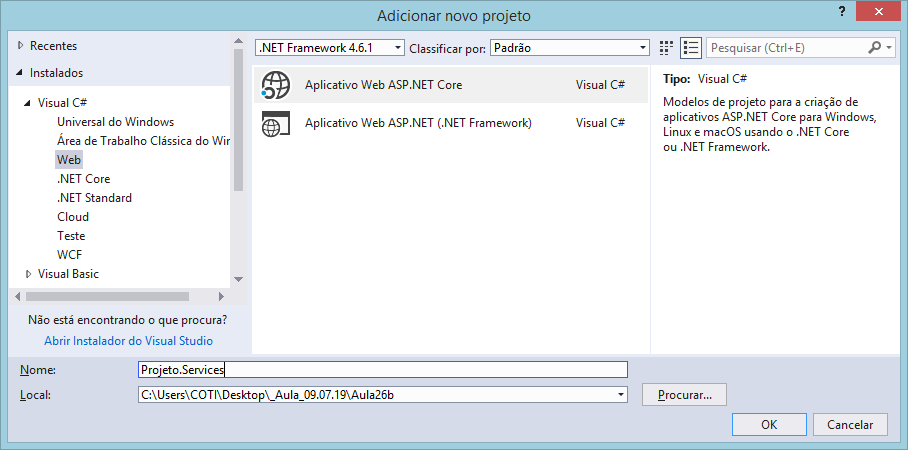 Adicionar novo projeto
?
Recentes
Instalados
Visual C#
Universal do Windows
Área de Trabalho Clássica do Wir
Web
.NET Core
.NET Standard
Cloud
Teste
WCF
Visual Basic
Não está encontrando o que procura?
Abrir Instalador do Visual Studio
.NET Framework 4.6.1
Classificar por: Padrão
Pesquisar (Ctrl+E)
Aplicativo Web ASP.NET Core Visual C#
Aplicativo Web ASP.NET (.NET Framework) Visual C#
Tipo: Visual C#
Modelos de projeto para a criação de
aplicativos ASP.NET Core para Windows,
Linux e macOS usando o .NET Core
ou .NET Framework.
Nome: Projeto.Services
Local: C:\Users\COTI\Desktop\_Aula_09.07.19\Aula26b
Procurar...
OK
Cancelar